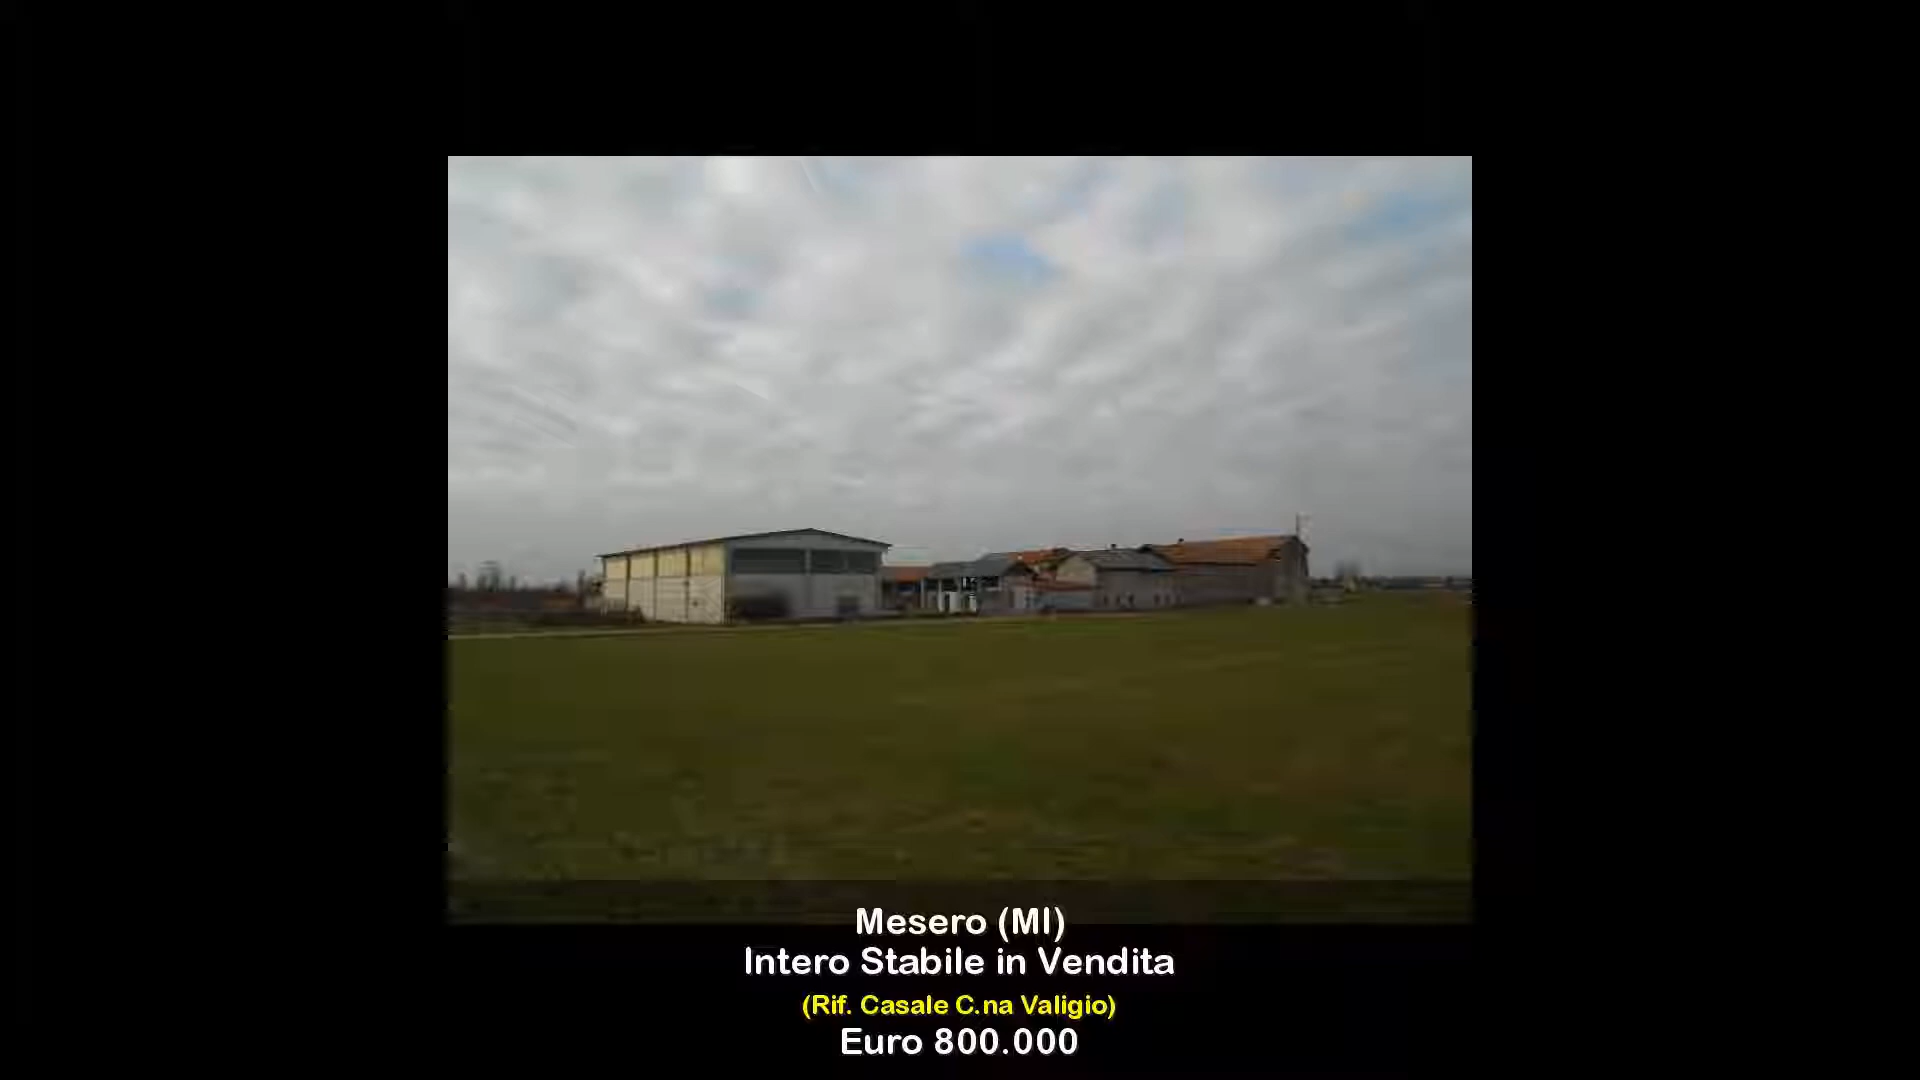 Mesero (MI)
Intero Stabile in Vendita
(Rif. Casale C.na Valigio)
Euro 800.000